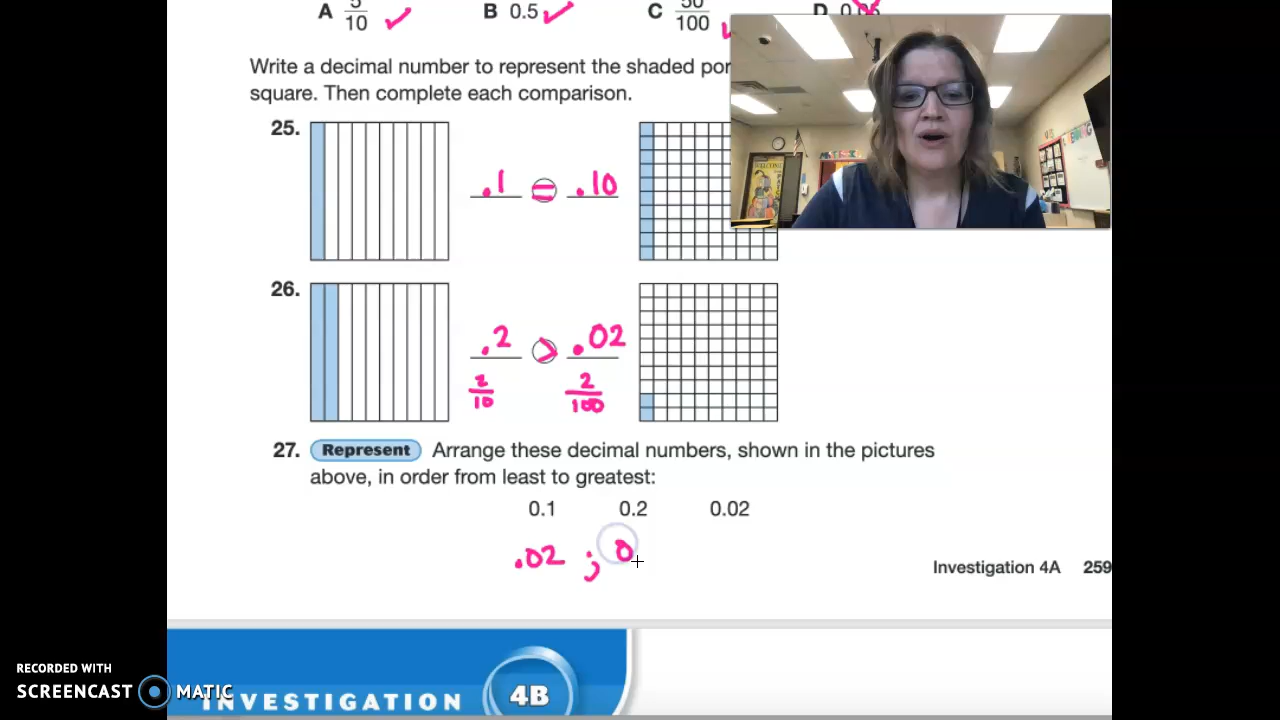 A 5/10 ✓ B 0.5 ✓ C 50/100 ✓ D 0.05
Write a decimal number to represent the shaded por
square. Then complete each comparison.
25. .1 = .10
26. .2 > .02
2/10 2/100
27. Represent Arrange these decimal numbers, shown in the pictures
above, in order from least to greatest:
0.1 0.2 0.02
.02 ; 0
Investigation 4A 259
INVESTIGATION 4B
RECORDED WITH
SCREENCAST MATIC